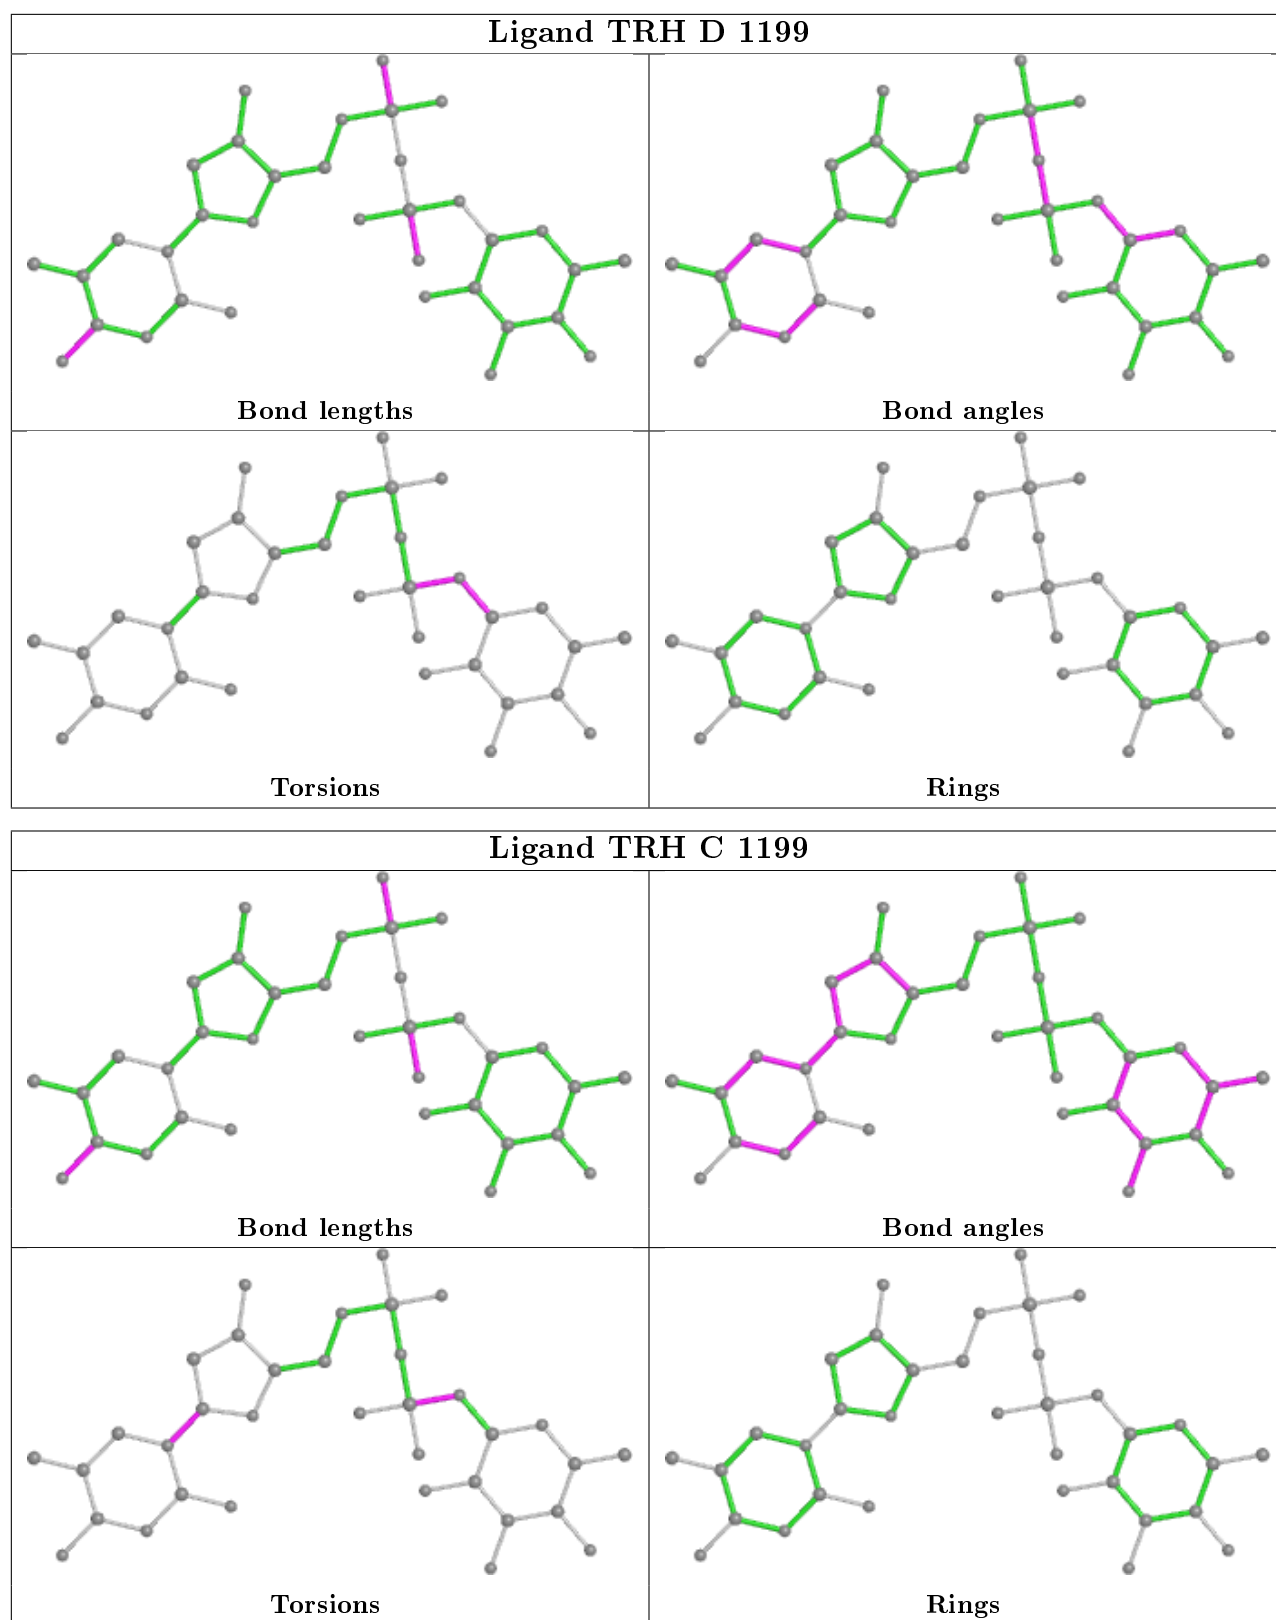 Ligand TRH D 1199
Bond lengths
Bond angles
Torsions
Rings
Ligand TRH C 1199
Bond lengths
Bond angles
Torsions
Rings